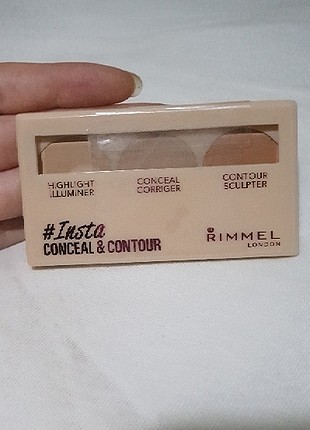 HIGHLIGHT
ILLUMINER
CONCEAL
CORRIGER
CONTOUR
SCULPTER
#Insta
CONCEAL & CONTOUR
RIMMEL
LONDON